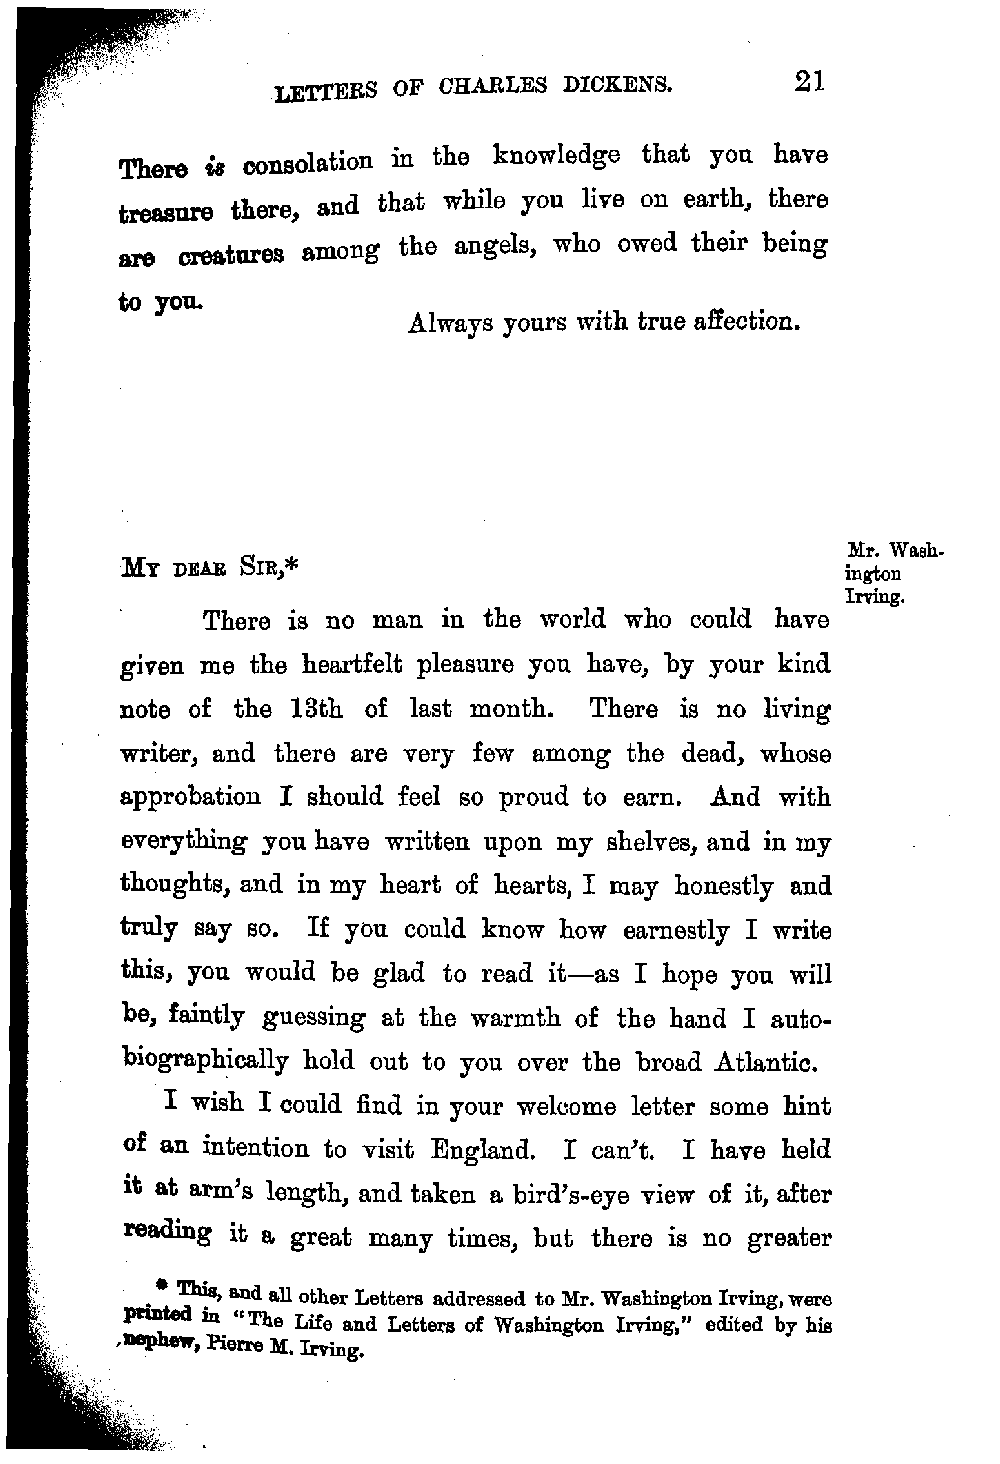 LETTERS OF CHARLES DICKENS. 21
There is consolation in the knowledge that you have
treasure there, and that while you live on earth, there
are creatures among the angels, who owed their being
to you.
Always yours with true affection.
Mr. Wash-
ington
Irving.
MY DEAR SIR,*
There is no man in the world who could have
given me the heartfelt pleasure you have, by your kind
note of the 13th of last month. There is no living
writer, and there are very few among the dead, whose
approbation I should feel so proud to earn. And with
everything you have written upon my shelves, and in my
thoughts, and in my heart of hearts, I may honestly and
truly say so. If you could know how earnestly I write
this, you would be glad to read it—as I hope you will
be, faintly guessing at the warmth of the hand I auto-
biographically hold out to you over the broad Atlantic.
I wish I could find in your welcome letter some hint
of an intention to visit England. I can't. I have held
it at arm's length, and taken a bird's-eye view of it, after
reading it a great many times, but there is no greater
* This, and all other Letters addressed to Mr. Washington Irving, were
printed in "The Life and Letters of Washington Irving," edited by his
nephew, Pierre M. Irving.